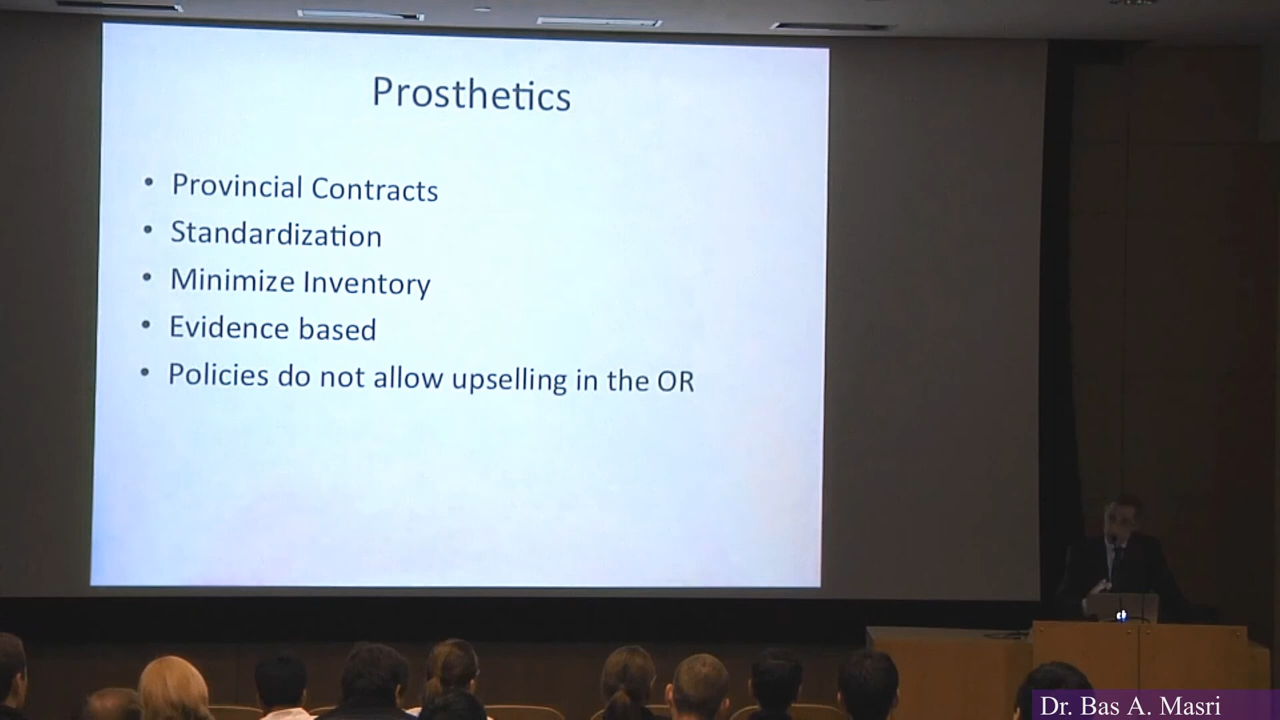 Prosthetics
• Provincial Contracts
• Standardization
• Minimize Inventory
• Evidence based
• Policies do not allow upselling in the OR
Dr. Bas A. Masri